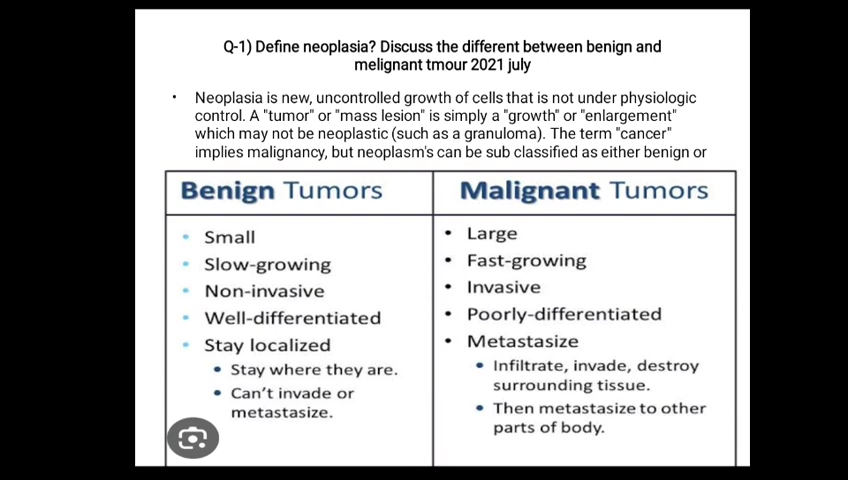 Q-1) Define neoplasia? Discuss the different between benign and
melignant tmour 2021 july
• Neoplasia is new, uncontrolled growth of cells that is not under physiologic
control. A "tumor" or "mass lesion" is simply a "growth" or "enlargement"
which may not be neoplastic (such as a granuloma). The term "cancer"
implies malignancy, but neoplasm's can be sub classified as either benign or
Benign Tumors
• Small
• Slow-growing
• Non-invasive
• Well-differentiated
• Stay localized
• Stay where they are.
• Can't invade or
metastasize.
Malignant Tumors
• Large
• Fast-growing
• Invasive
• Poorly-differentiated
• Metastasize
• Infiltrate, invade, destroy
surrounding tissue.
• Then metastasize to other
parts of body.